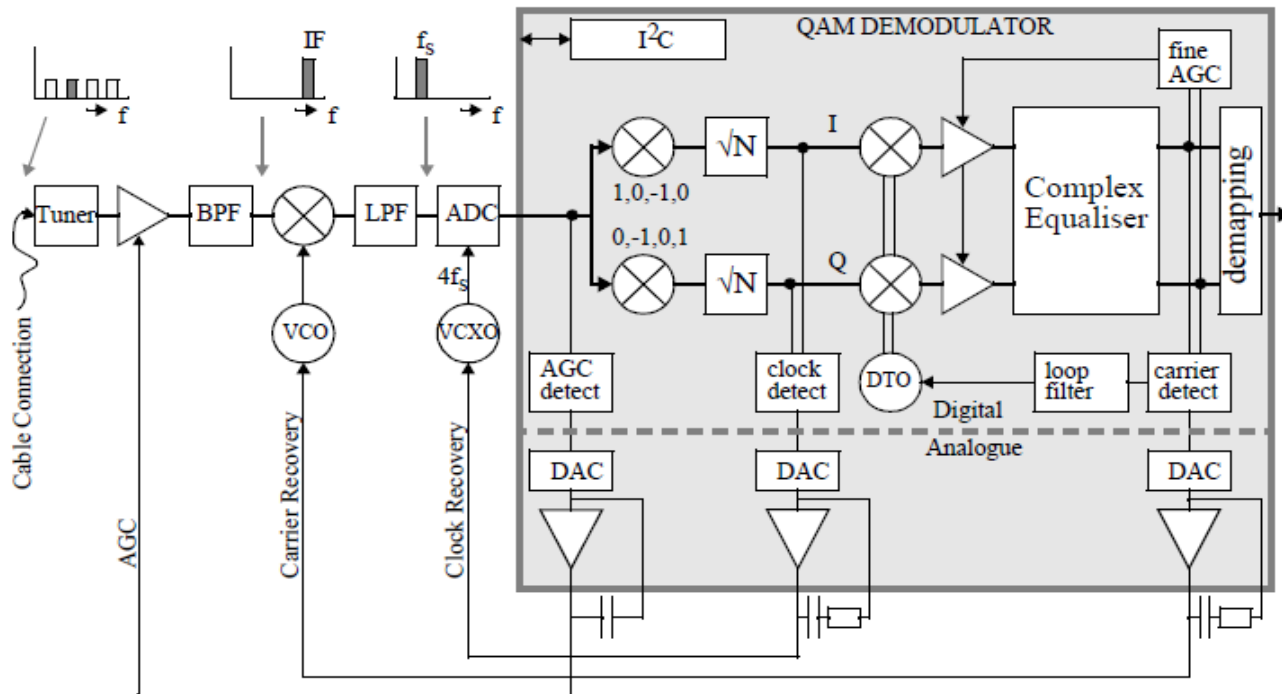 QAM DEMODULATOR
I²C
fine
AGC
IF
f
f
fs
f
I
√N
1,0,-1,0
0,-1,0,1
Q
√N
Complex
Equaliser
demapping
Tuner
BPF
LPF
ADC
4fs
VCO
VCXO
AGC
detect
clock
detect
DTO
loop
filter
carrier
detect
Digital
Analogue
DAC
DAC
DAC
Cable Connection
AGC
Carrier Recovery
Clock Recovery